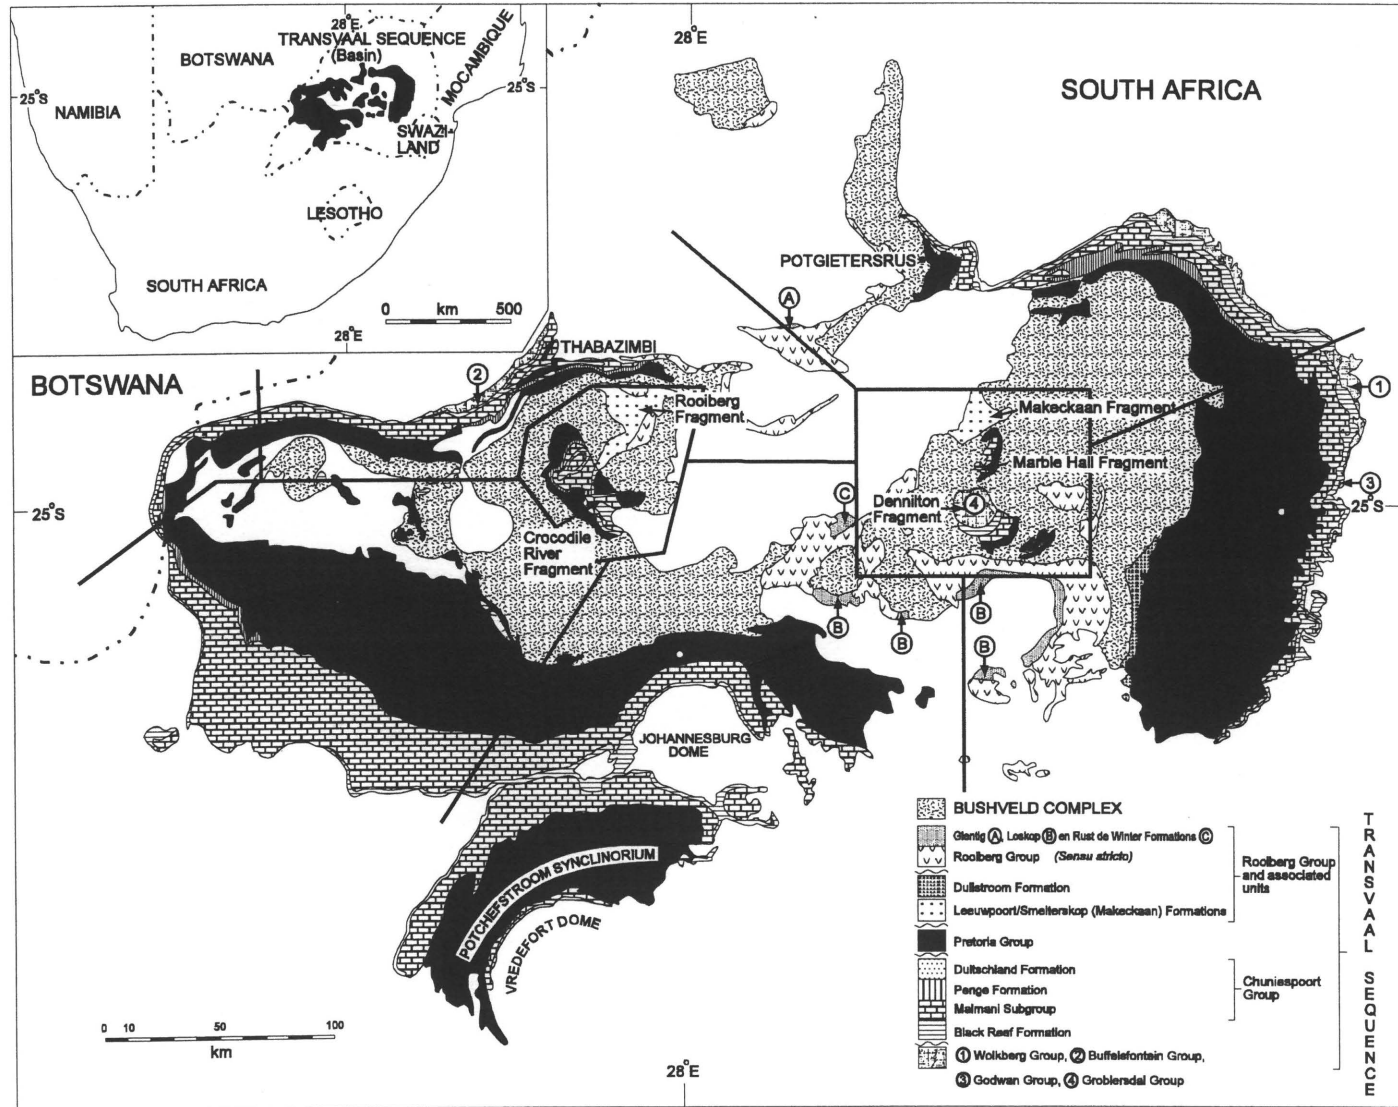 28°E
TRANSVAAL SEQUENCE
(Basin)
BOTSWANA
MOCAMBIQUE
25°S
25°S
NAMIBIA
SWAZI-
LAND
LESOTHO
SOUTH AFRICA
0 km 500
28°E
28°E
SOUTH AFRICA
POTGIETERSRUS
A
THABAZIMBI
BOTSWANA
2
Rooiberg
Fragment
Makeckaan Fragment
1
Marble Hall Fragment
C
Dennilton
Fragment
4
3
25°S
25°S
Crocodile
River
Fragment
B
B
B
B
JOHANNESBURG
DOME
POTCHEFSTROOM SYNCLINORIUM
VREDEFORT DOME
BUSHVELD COMPLEX
Glentig A, Loskop B en Rust de Winter Formations C
Rooiberg Group (Sensu stricto)
Dullstroom Formation
Leeuwpoort/Smelterskop (Makeckaan) Formations
Rooiberg Group
and associated
units
Pretoria Group
Duitschland Formation
Penge Formation
Malmani Subgroup
Chuniespoort
Group
Black Reef Formation
1 Wolkberg Group, 2 Buffelsfontein Group,
3 Godwan Group, 4 Groblersdal Group
TRANSVAAL SEQUENCE
0 10 50 100
km
28°E